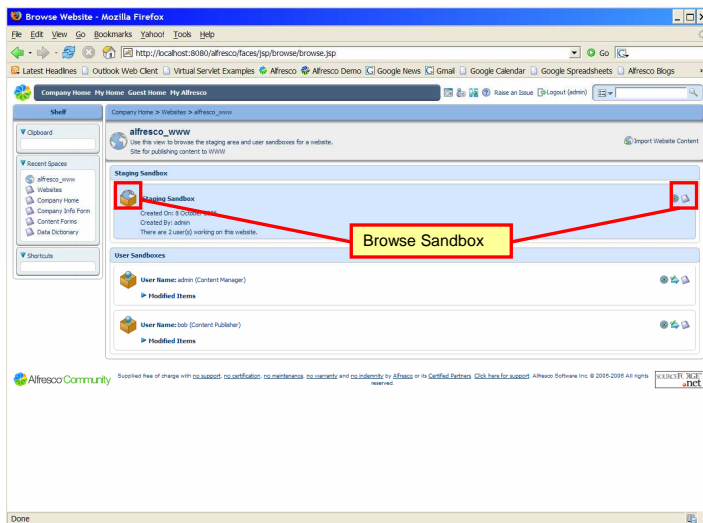 Browse Website - Mozilla Firefox
File Edit View Go Bookmarks Yahoo! Tools Help
http://localhost:8080/alfresco/faces/jsp/browse/browse.jsp Go
Latest Headlines Outlook Web Client Virtual Servlet Examples Alfresco Alfresco Demo Google News Gmail Google Calendar Google Spreadsheets Alfresco Blogs
Company Home My Home Guest Home My Alfresco Raise an Issue Logout (admin)
Shelf
Company Home > Websites > alfresco_www
Clipboard
alfresco_www
Use this view to browse the staging area and user sandboxes for a website.
Site for publishing content to WWW
Import Website Content
Recent Spaces
alfresco_www
Websites
Company Home
Company Info Form
Content Forms
Data Dictionary
Shortcuts
Staging Sandbox
Staging Sandbox
Created On: 8 October
Created By: admin
There are 2 user(s) working on this website.
Browse Sandbox
User Sandboxes
User Name: admin (Content Manager)
Modified Items
User Name: bob (Content Publisher)
Modified Items
Alfresco Community
Supplied free of charge with no support, no certification, no maintenance, no warranty and no indemnity by Alfresco or its Certified Partners. Click here for support. Alfresco Software Inc. © 2005-2006 All rights
reserved.
SOURCEFORGE
.net
Done